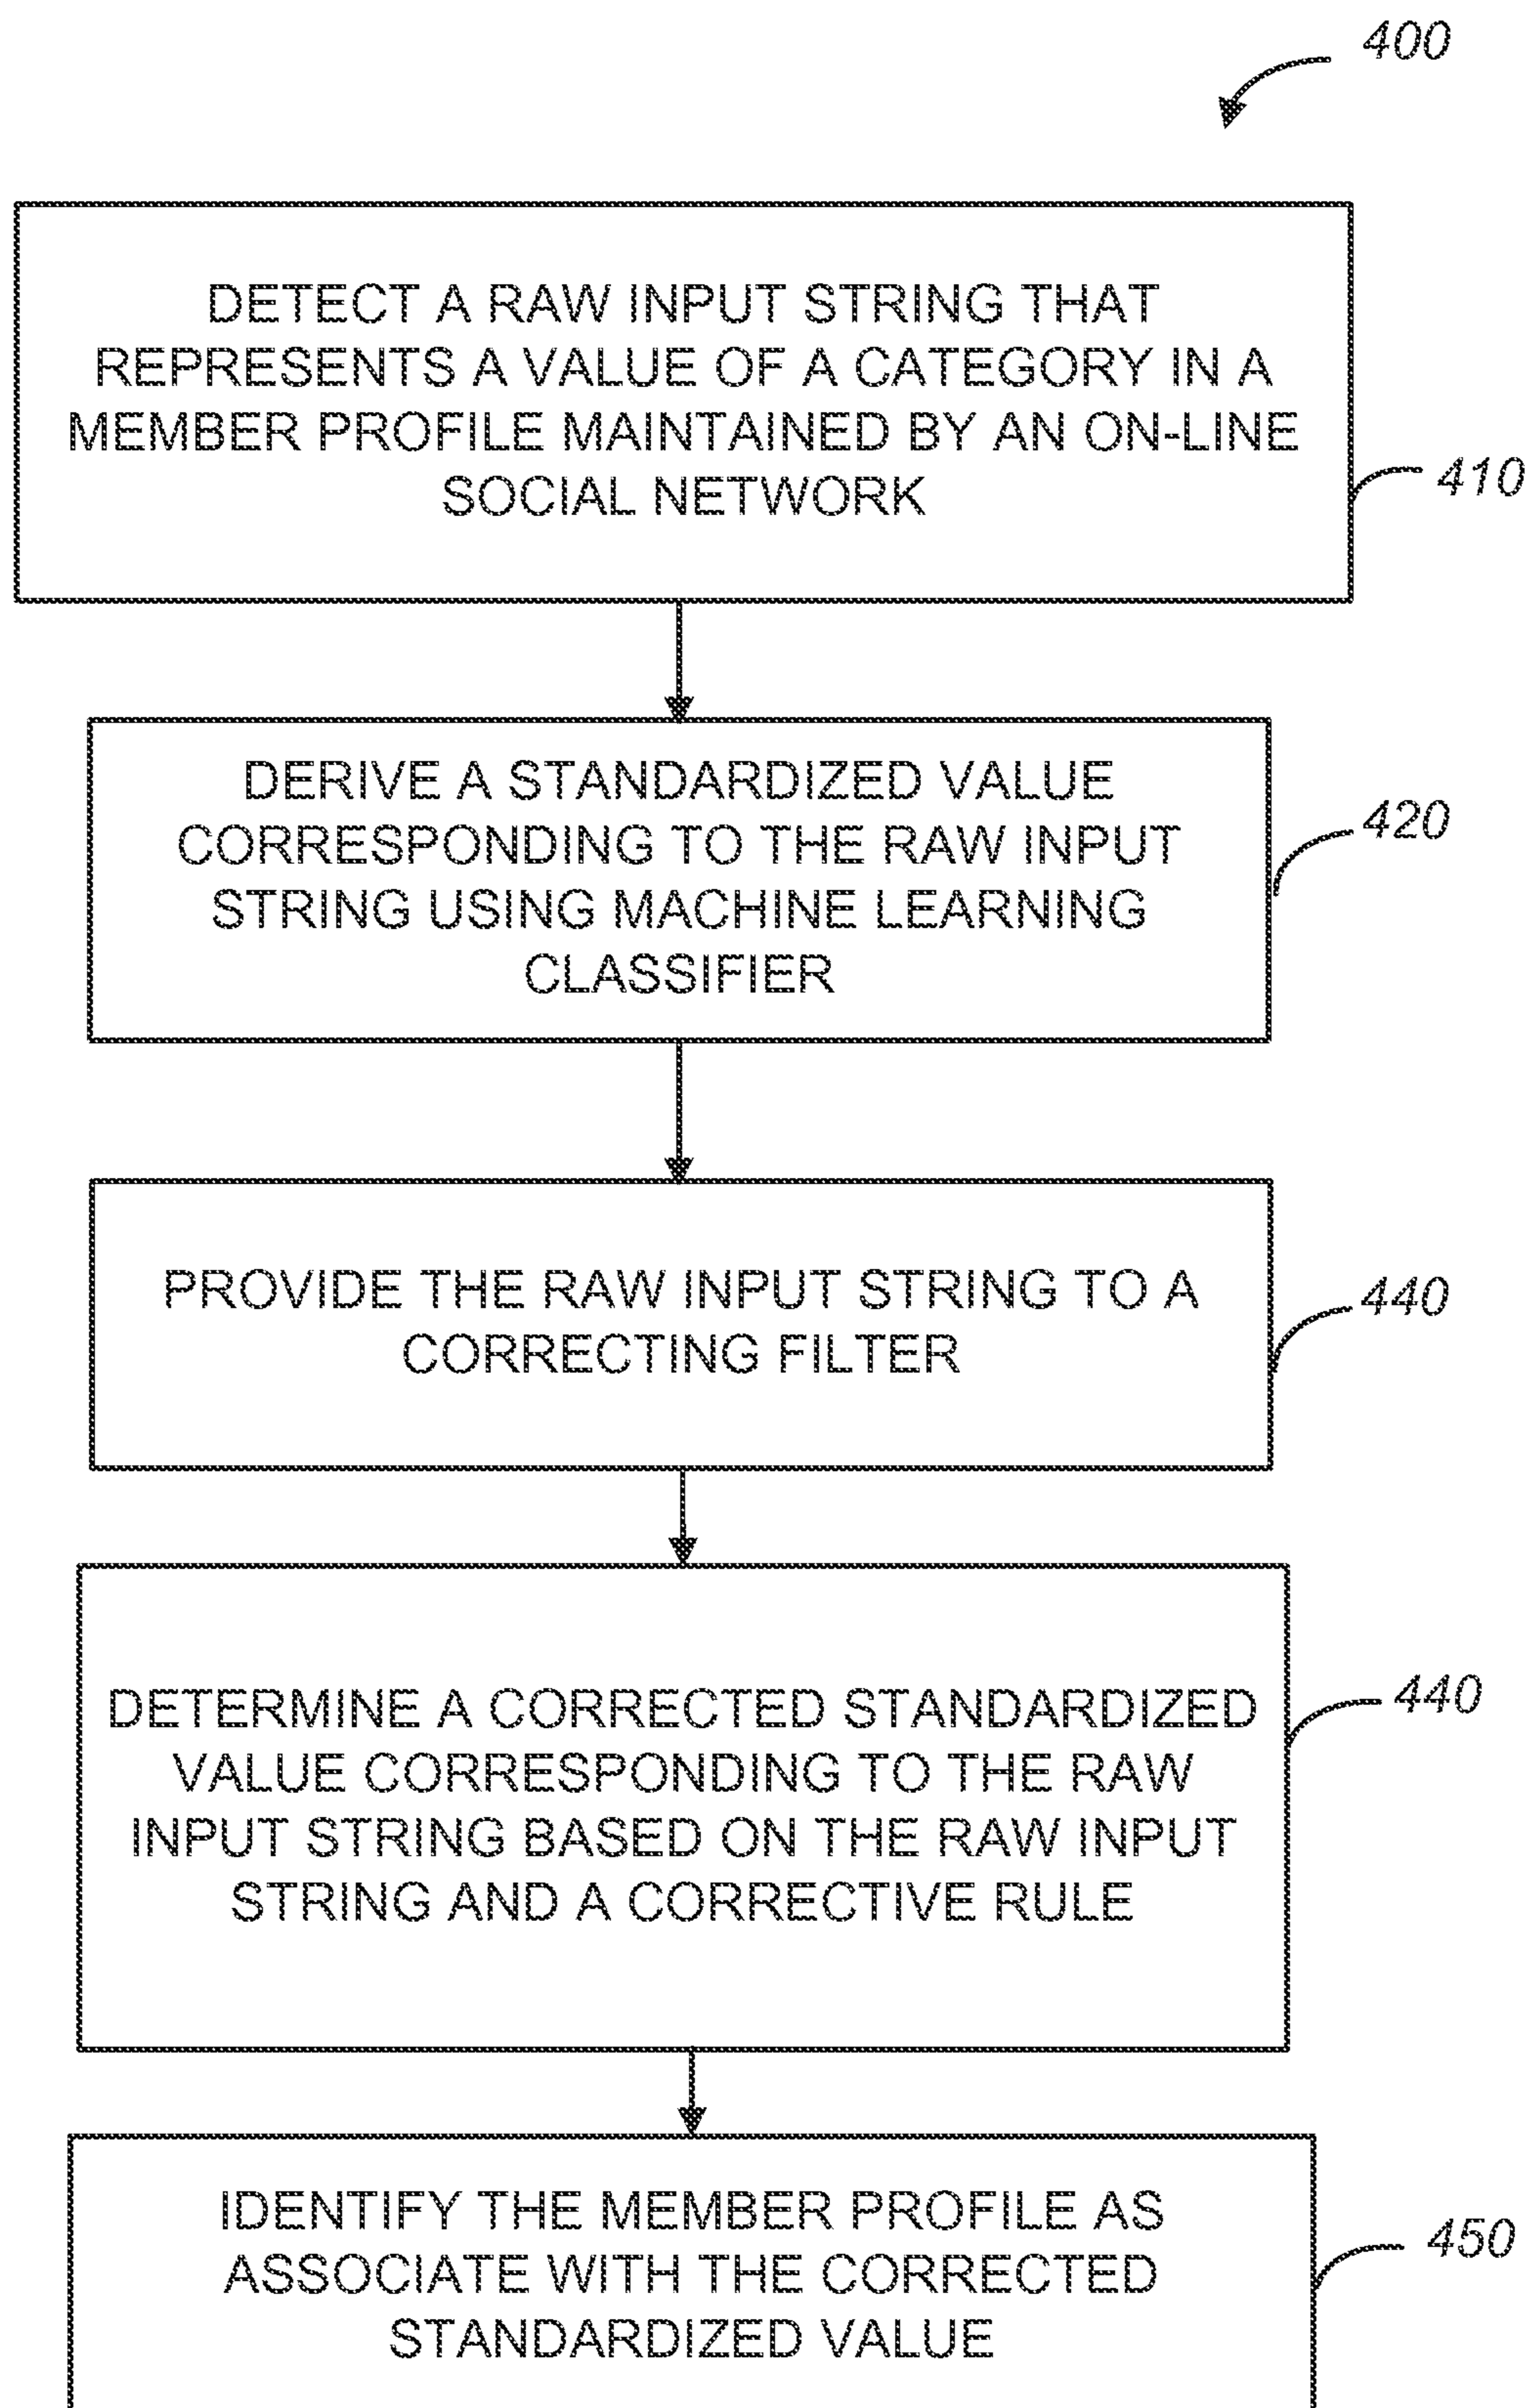 400
DETECT A RAW INPUT STRING THAT
REPRESENTS A VALUE OF A CATEGORY IN A
MEMBER PROFILE MAINTAINED BY AN ON-LINE
SOCIAL NETWORK
410
DERIVE A STANDARDIZED VALUE
CORRESPONDING TO THE RAW INPUT
STRING USING MACHINE LEARNING
CLASSIFIER
420
PROVIDE THE RAW INPUT STRING TO A
CORRECTING FILTER
440
DETERMINE A CORRECTED STANDARDIZED
VALUE CORRESPONDING TO THE RAW
INPUT STRING BASED ON THE RAW INPUT
STRING AND A CORRECTIVE RULE
440
IDENTIFY THE MEMBER PROFILE AS
ASSOCIATE WITH THE CORRECTED
STANDARDIZED VALUE
450